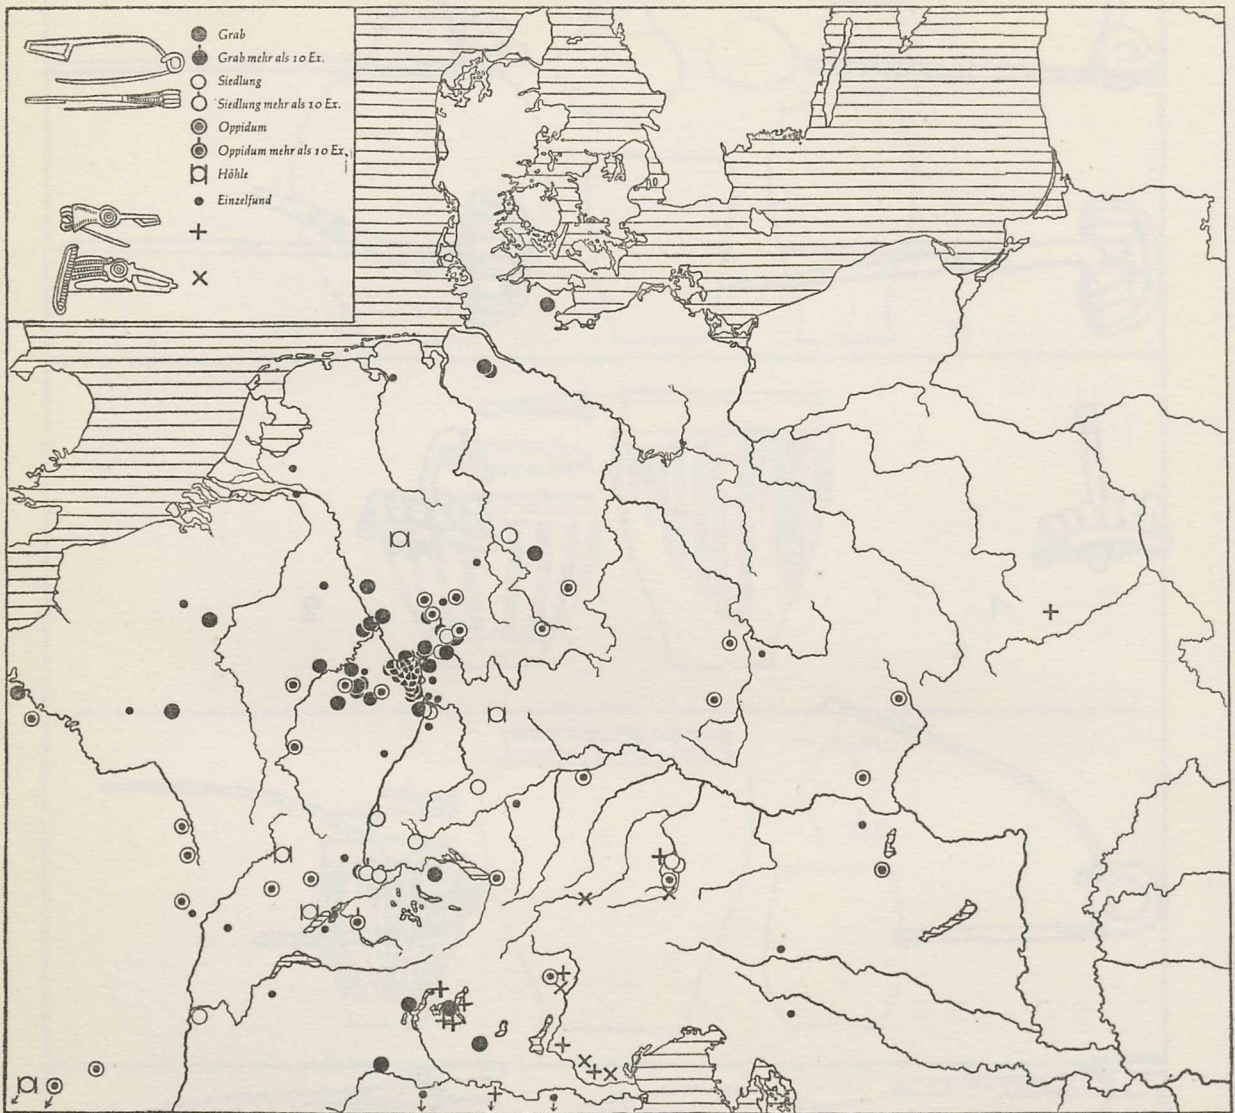 Grab
Grab mehr als 10 Ex.
Siedlung
Siedlung mehr als 10 Ex.
Oppidum
Oppidum mehr als 10 Ex.
Höhle
Einzelfund